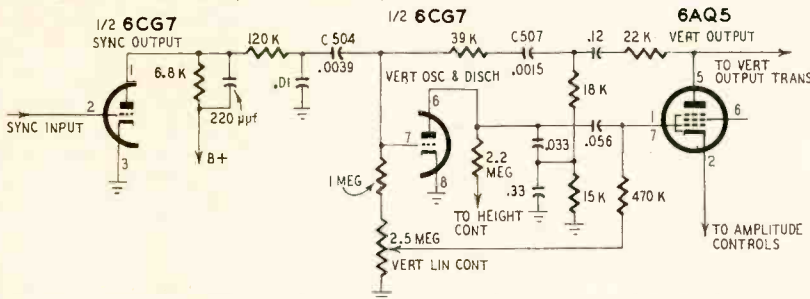 1/2 6CG7
SYNC OUTPUT
1
2
3
SYNC INPUT
6.8 K
220 µµf
B+
120 K
.01
C 504
.0039
1/2 6CG7
VERT OSC & DISCH
6
7
8
1 MEG
2.5 MEG
VERT LIN CONT
39 K
C507
.0015
2.2
MEG
TO HEIGHT
CONT
.033
.33
18 K
15 K
.12
22 K
.056
470 K
6AQ5
VERT OUTPUT
5
1
7
6
2
TO VERT
OUTPUT TRANS
TO AMPLITUDE
CONTROLS